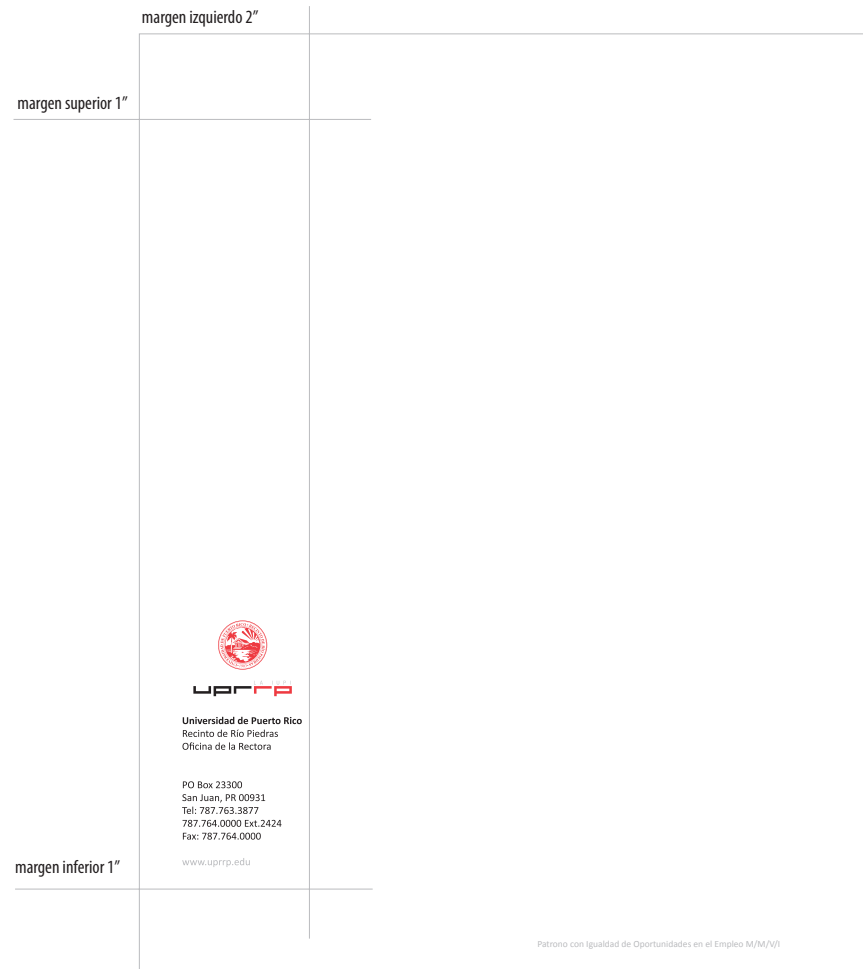 margen izquierdo 2”
margen superior 1”
LA IUPI
uprrp
Universidad de Puerto Rico
Recinto de Río Piedras
Oficina de la Rectora
PO Box 23300
San Juan, PR 00931
Tel: 787.763.3877
787.764.0000 Ext.2424
Fax: 787.764.0000
www.uprrp.edu
margen inferior 1”
Patrono con Igualdad de Oportunidades en el Empleo M/M/V/I